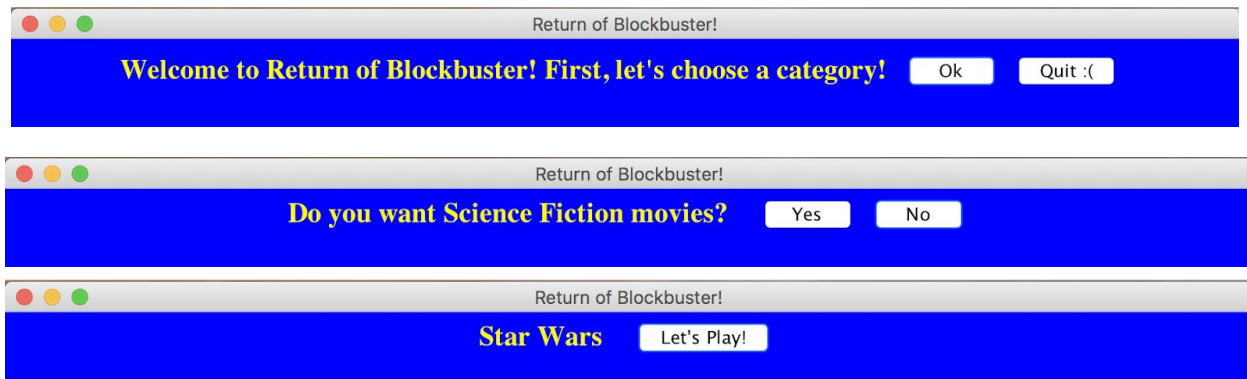 Return of Blockbuster!
Welcome to Return of Blockbuster! First, let's choose a category! Ok Quit :(
Return of Blockbuster!
Do you want Science Fiction movies? Yes No
Return of Blockbuster!
Star Wars Let's Play!